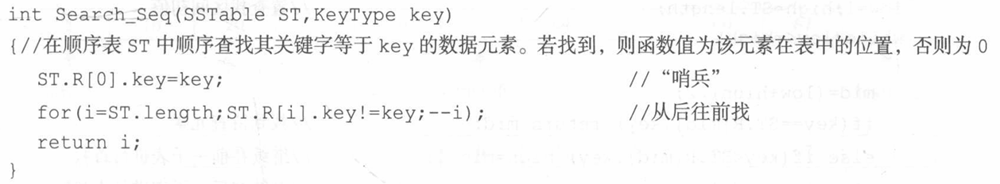 int Search_Seq(SSTable ST,KeyType key)
{//在顺序表 ST 中顺序查找其关键字等于 key 的数据元素。若找到，则函数值为该元素在表中的位置，否则为 0
ST.R[0].key=key; //“哨兵”
for(i=ST.length;ST.R[i].key!=key;--i); //从后往前找
return i;
}